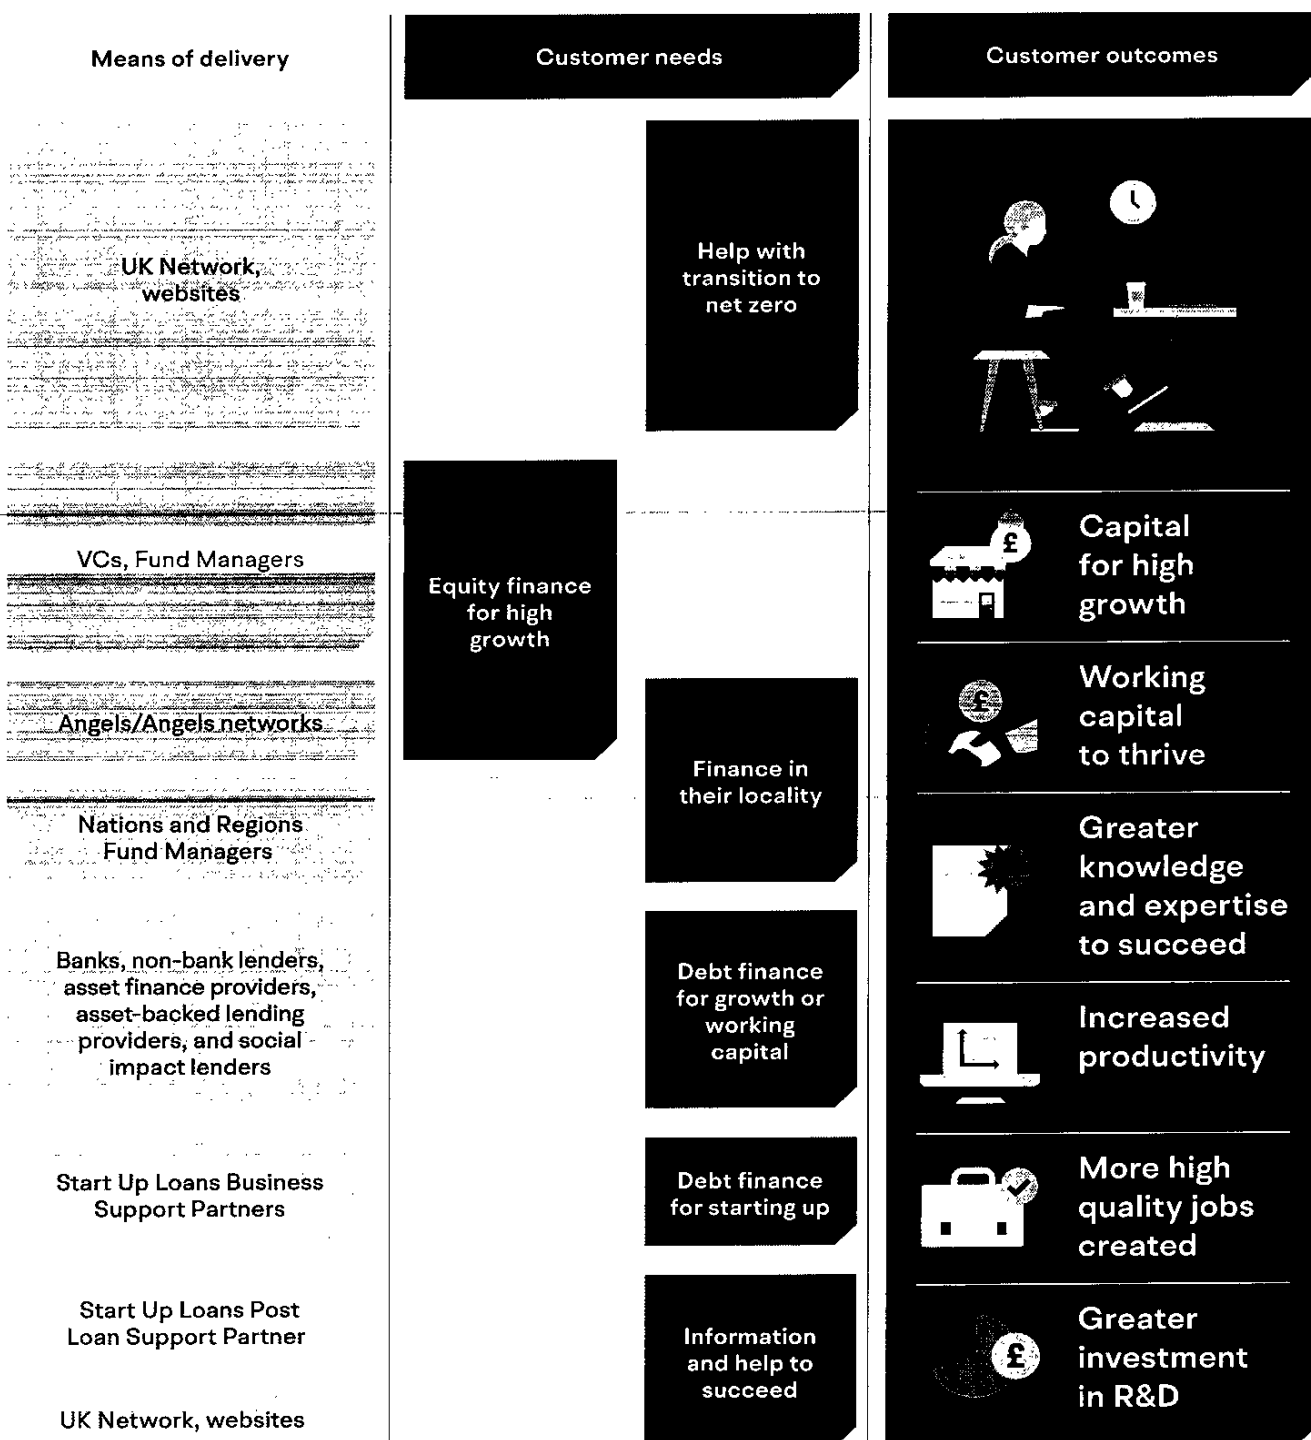 Means of delivery
Customer needs
Customer outcomes
UK Network,
websites
Help with
transition to
net zero
VCs, Fund Managers
Equity finance
for high
growth
Capital
for high
growth
Angels/Angels networks
Finance in
their locality
Working
capital
to thrive
Nations and Regions
Fund Managers
Greater
knowledge
and expertise
to succeed
Banks, non-bank lenders,
asset finance providers,
asset-backed lending
providers, and social
impact lenders
Debt finance
for growth or
working
capital
Increased
productivity
Start Up Loans Business
Support Partners
Debt finance
for starting up
More high
quality jobs
created
Start Up Loans Post
Loan Support Partner
UK Network, websites
Information
and help to
succeed
Greater
investment
in R&D
£
£
£